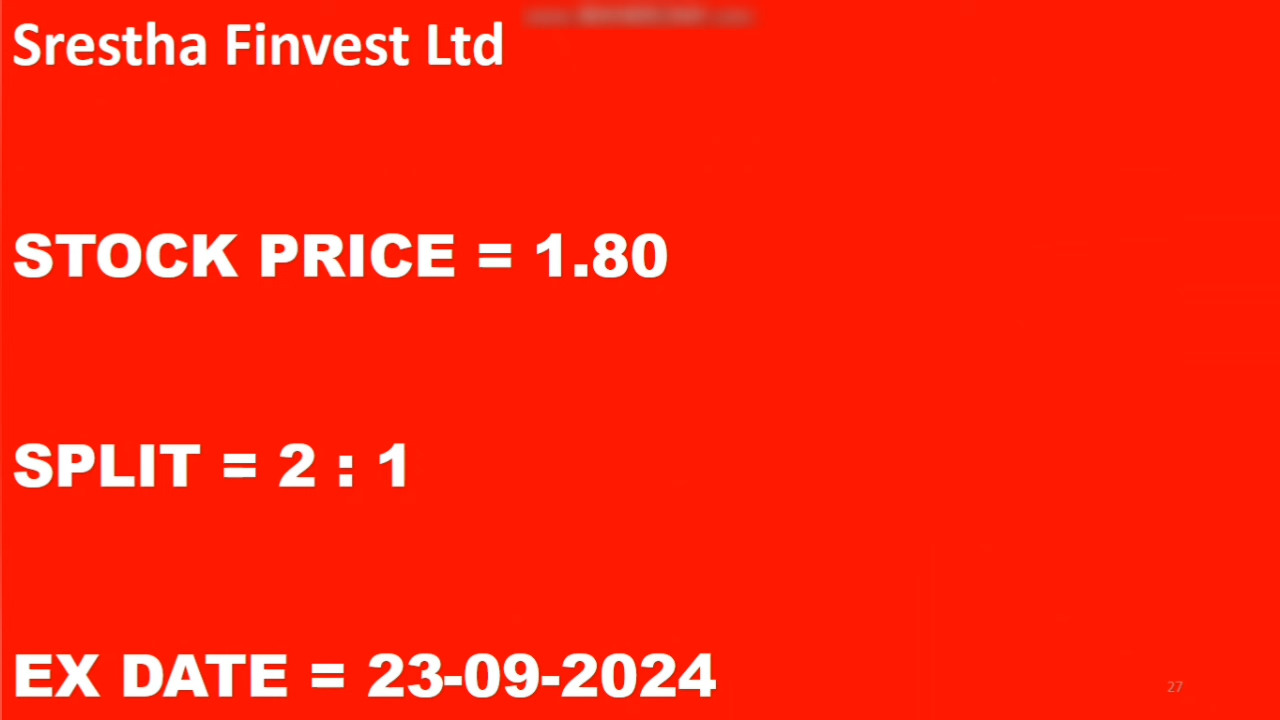 Srestha Finvest Ltd
STOCK PRICE = 1.80
SPLIT = 2 : 1
EX DATE = 23-09-2024
27